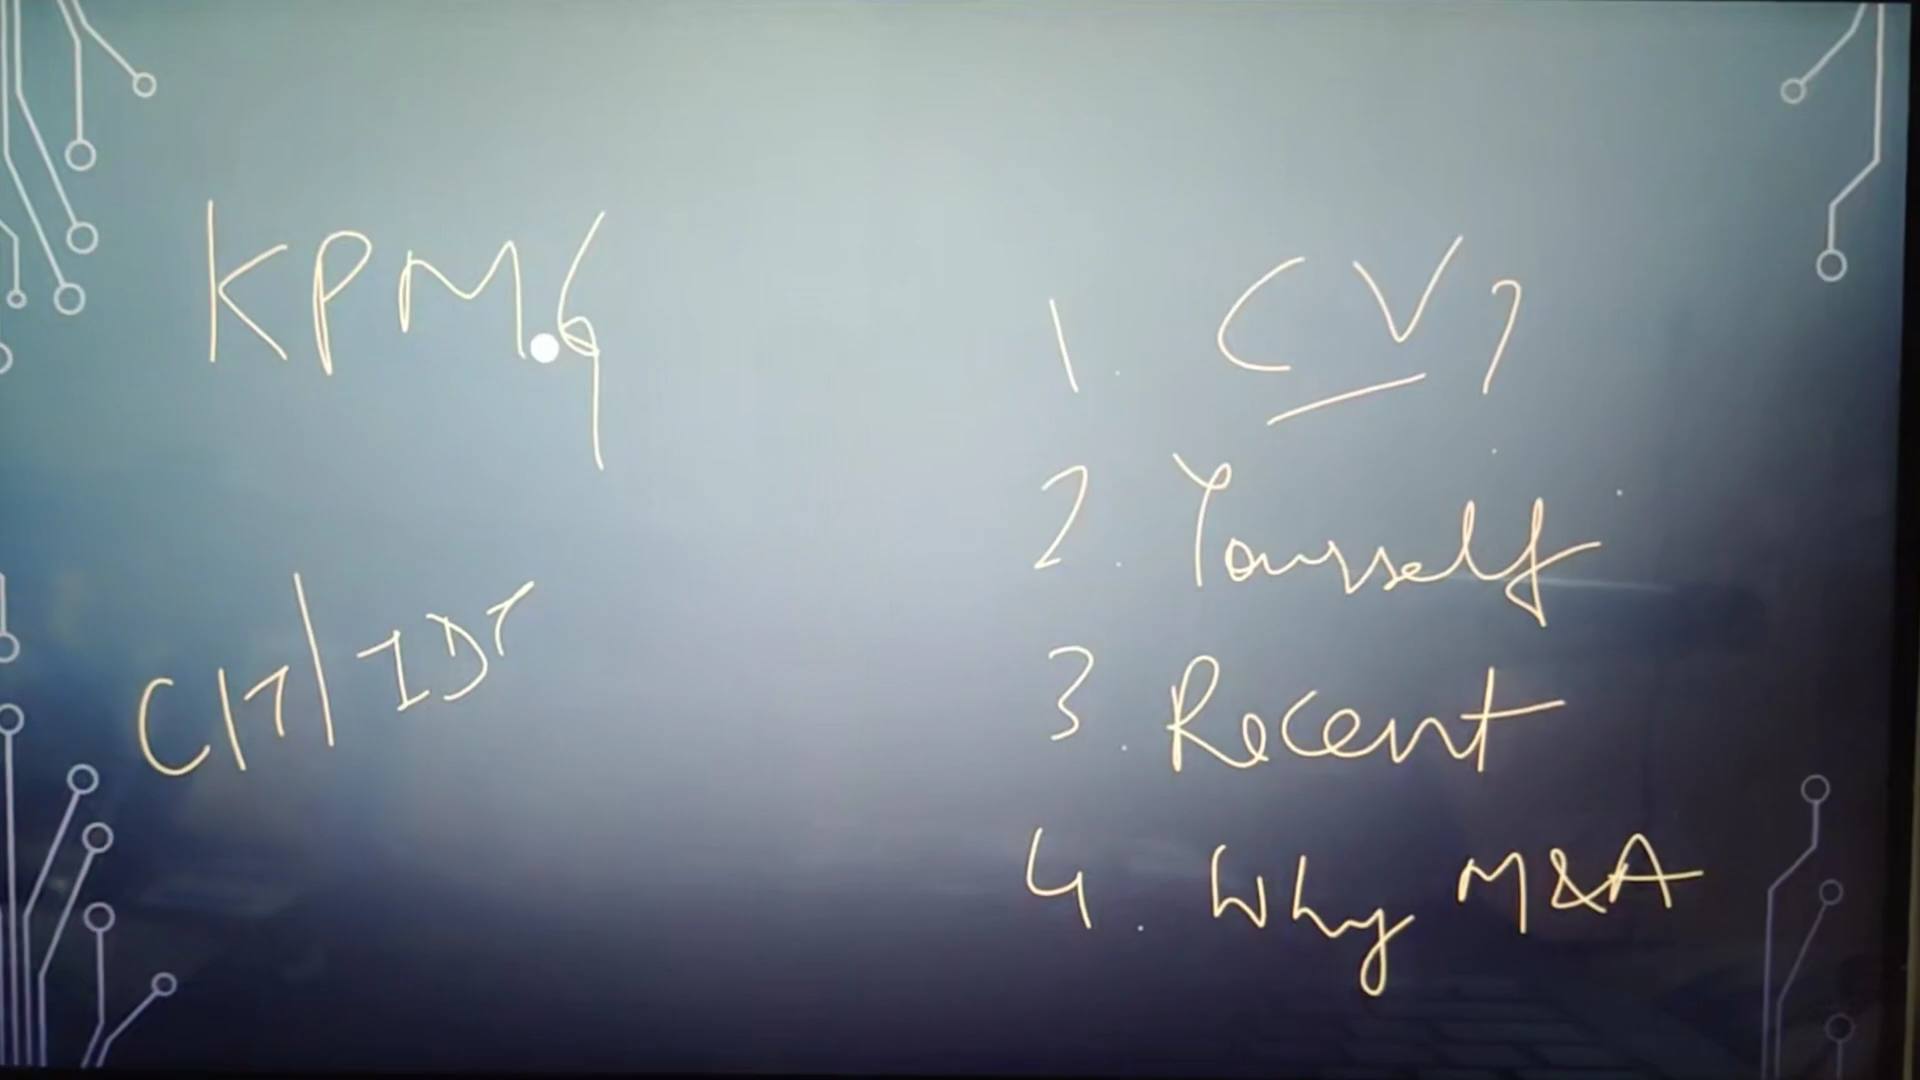 KPMG
CIT/IDT
1. CV?
2. Yourself
3. Recent
4. Why M&A